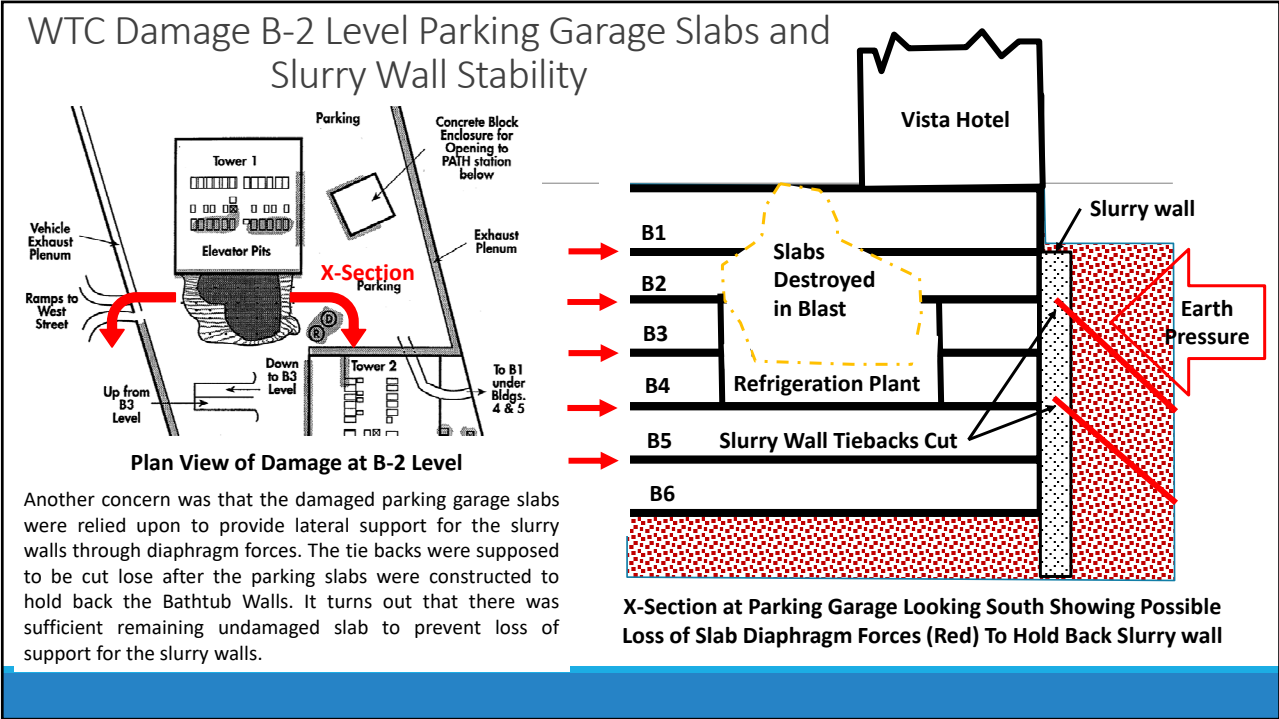 WTC Damage B-2 Level Parking Garage Slabs and
Slurry Wall Stability
Parking
Concrete Block
Enclosure for
Opening to
PATH station
below
Tower 1
Elevator Pits
Vehicle
Exhaust
Plenum
Exhaust
Plenum
X-Section
Parking
Ramps to
West
Street
D
R
Down
to B3
Level
Tower 2
Up from
B3
Level
To B1
under
Bldgs.
4 & 5
Plan View of Damage at B-2 Level
Another concern was that the damaged parking garage slabs
were relied upon to provide lateral support for the slurry
walls through diaphragm forces. The tie backs were supposed
to be cut lose after the parking slabs were constructed to
hold back the Bathtub Walls. It turns out that there was
sufficient remaining undamaged slab to prevent loss of
support for the slurry walls.
Vista Hotel
Slurry wall
B1
Slabs
Destroyed
in Blast
B2
Earth
Pressure
B3
B4
Refrigeration Plant
B5
Slurry Wall Tiebacks Cut
B6
X-Section at Parking Garage Looking South Showing Possible
Loss of Slab Diaphragm Forces (Red) To Hold Back Slurry wall